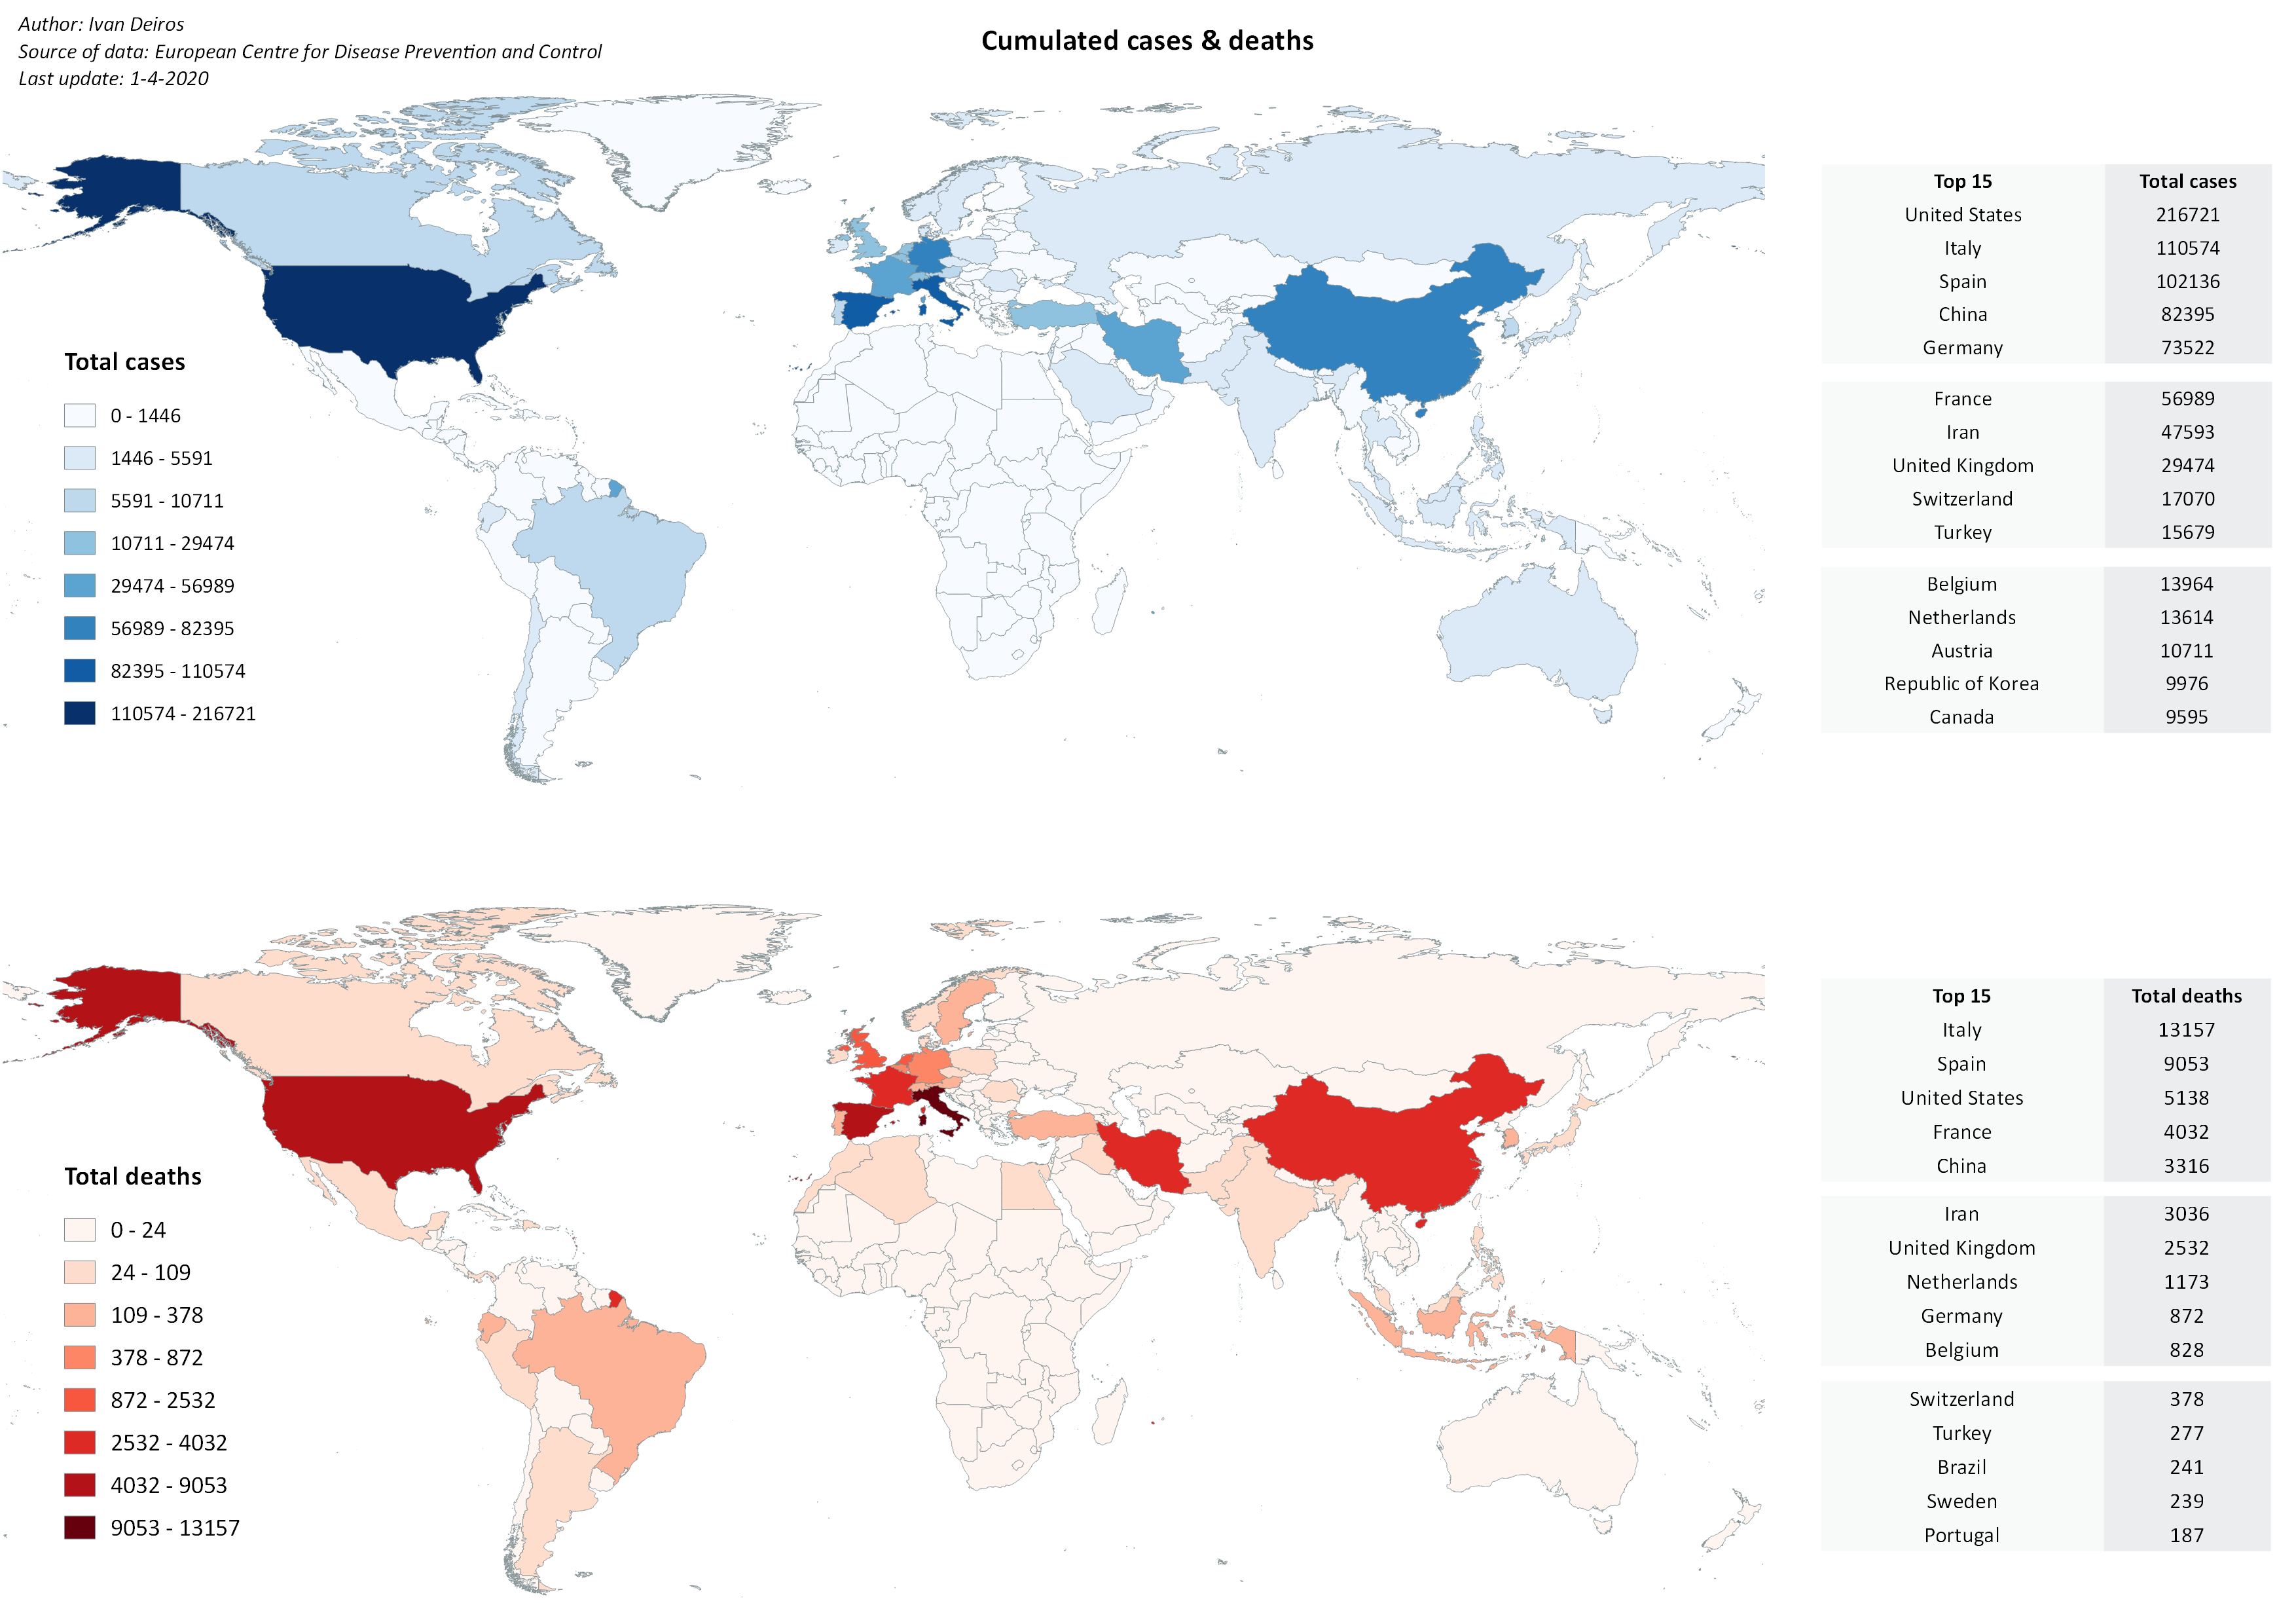 Author: Ivan Deiros
Source of data: European Centre for Disease Prevention and Control
Last update: 1-4-2020
Cumulated cases & deaths
Total cases
0 - 1446
1446 - 5591
5591 - 10711
10711 - 29474
29474 - 56989
56989 - 82395
82395 - 110574
110574 - 216721
Top 15 Total cases
United States 216721
Italy 110574
Spain 102136
China 82395
Germany 73522
France 56989
Iran 47593
United Kingdom 29474
Switzerland 17070
Turkey 15679
Belgium 13964
Netherlands 13614
Austria 10711
Republic of Korea 9976
Canada 9595
Total deaths
0 - 24
24 - 109
109 - 378
378 - 872
872 - 2532
2532 - 4032
4032 - 9053
9053 - 13157
Top 15 Total deaths
Italy 13157
Spain 9053
United States 5138
France 4032
China 3316
Iran 3036
United Kingdom 2532
Netherlands 1173
Germany 872
Belgium 828
Switzerland 378
Turkey 277
Brazil 241
Sweden 239
Portugal 187